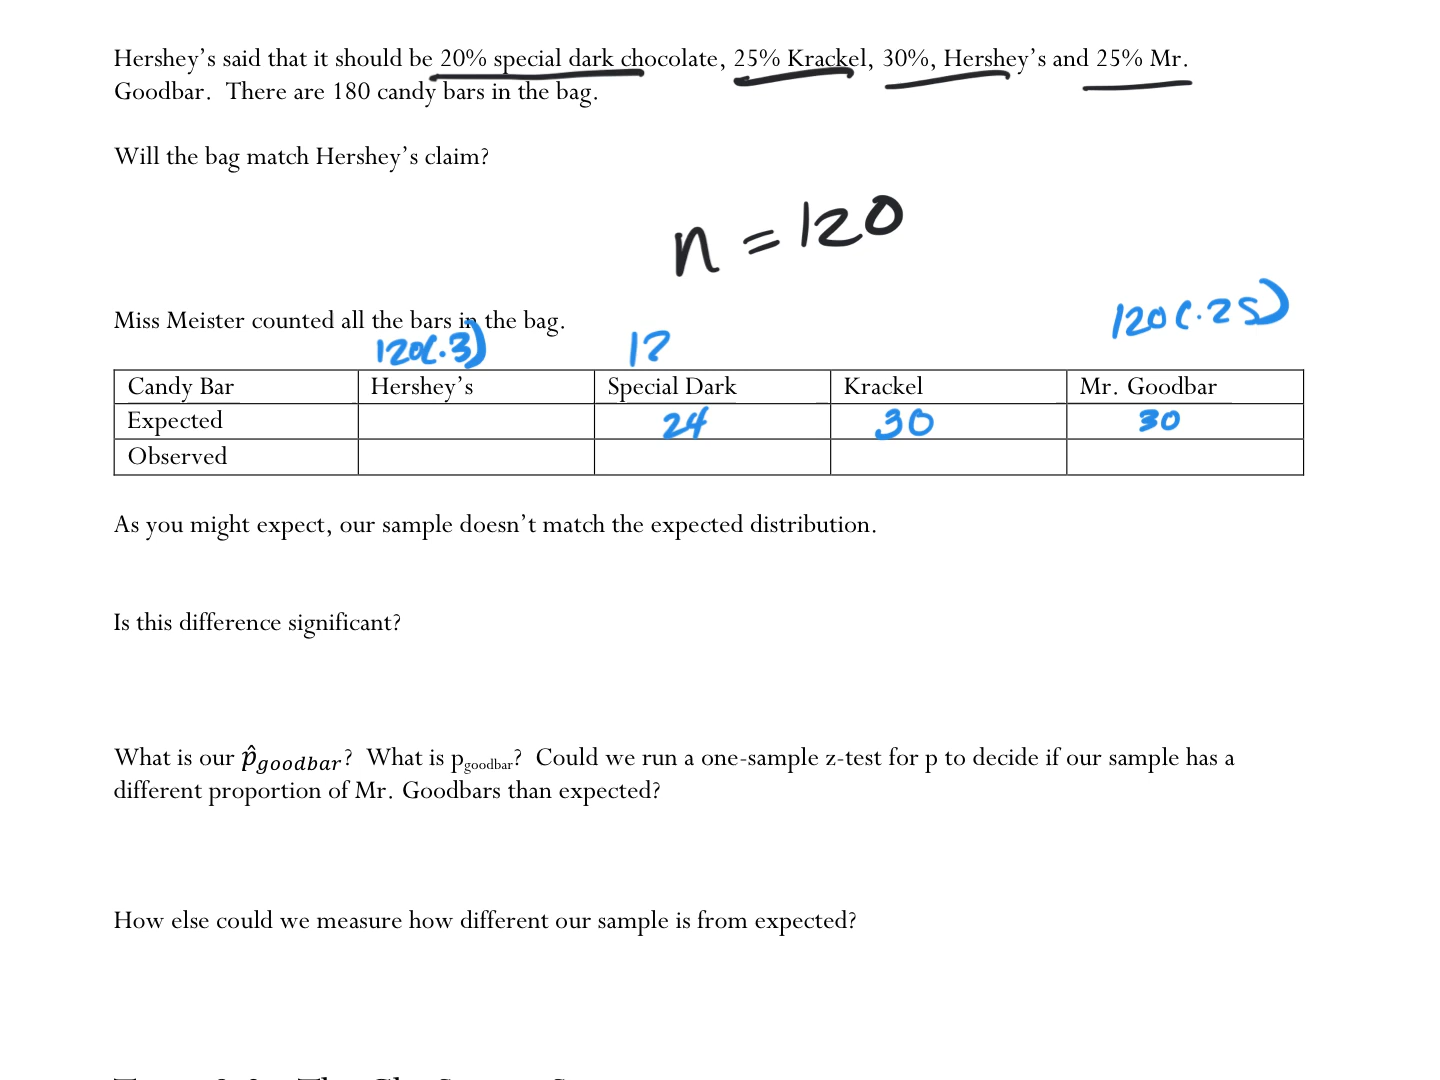 Hershey's said that it should be 20% special dark chocolate, 25% Krackel, 30%, Hershey's and 25% Mr.
Goodbar.  There are 180 candy bars in the bag.
Will the bag match Hershey's claim?
n = 120
Miss Meister counted all the bars in the bag.
120(.3) 12 120(.25)
Candy Bar Hershey's Special Dark Krackel Mr. Goodbar
Expected 24 30 30
Observed
As you might expect, our sample doesn't match the expected distribution.
Is this difference significant?
What is our p̂goodbar?  What is pgoodbar?  Could we run a one-sample z-test for p to decide if our sample has a
different proportion of Mr. Goodbars than expected?
How else could we measure how different our sample is from expected?